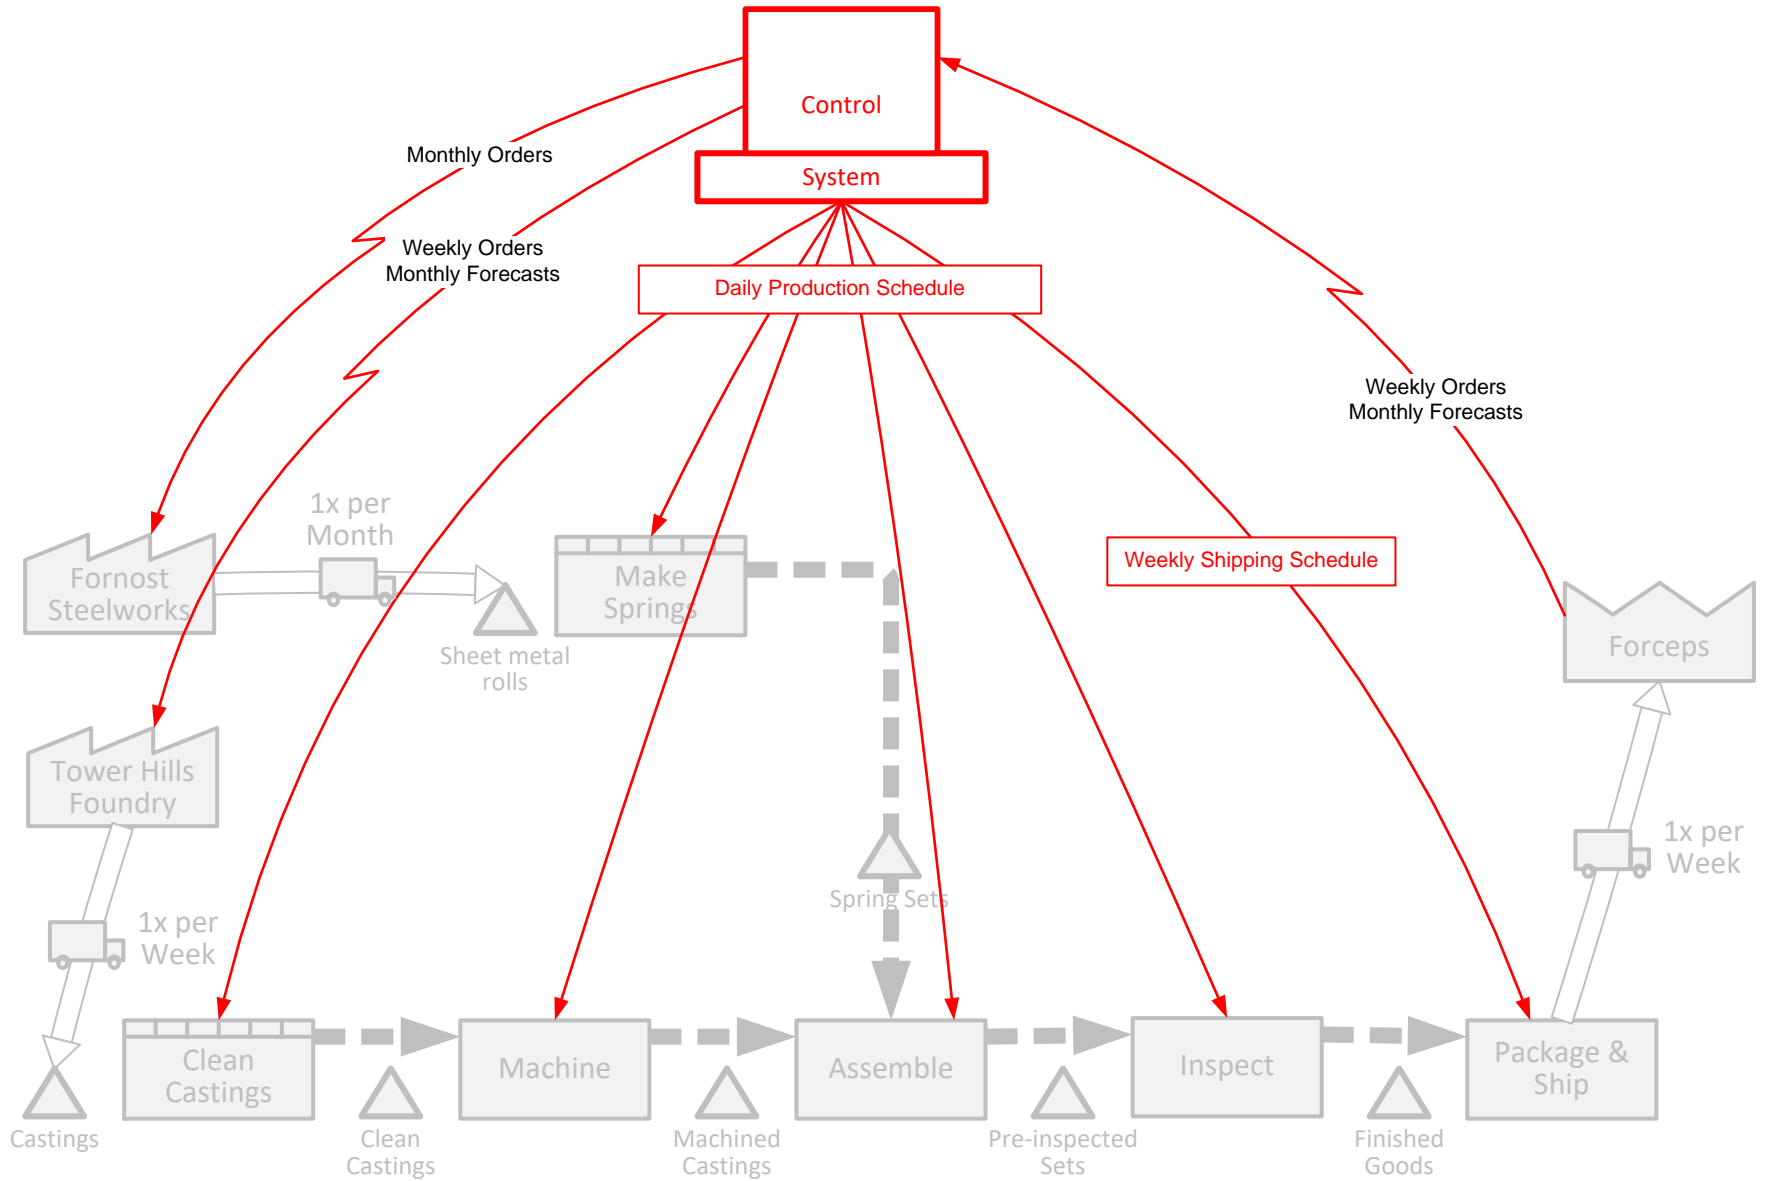 Control
System
Monthly Orders
Weekly Orders
Monthly Forecasts
Daily Production Schedule
Weekly Orders
Monthly Forecasts
1x per
Month
Fornost
Steelworks
Make
Springs
Weekly Shipping Schedule
Sheet metal
rolls
Forceps
Tower Hills
Foundry
1x per
Week
Spring Sets
1x per
Week
Clean
Castings
Machine
Assemble
Inspect
Package &
Ship
Castings
Clean
Castings
Machined
Castings
Pre-inspected
Sets
Finished
Goods